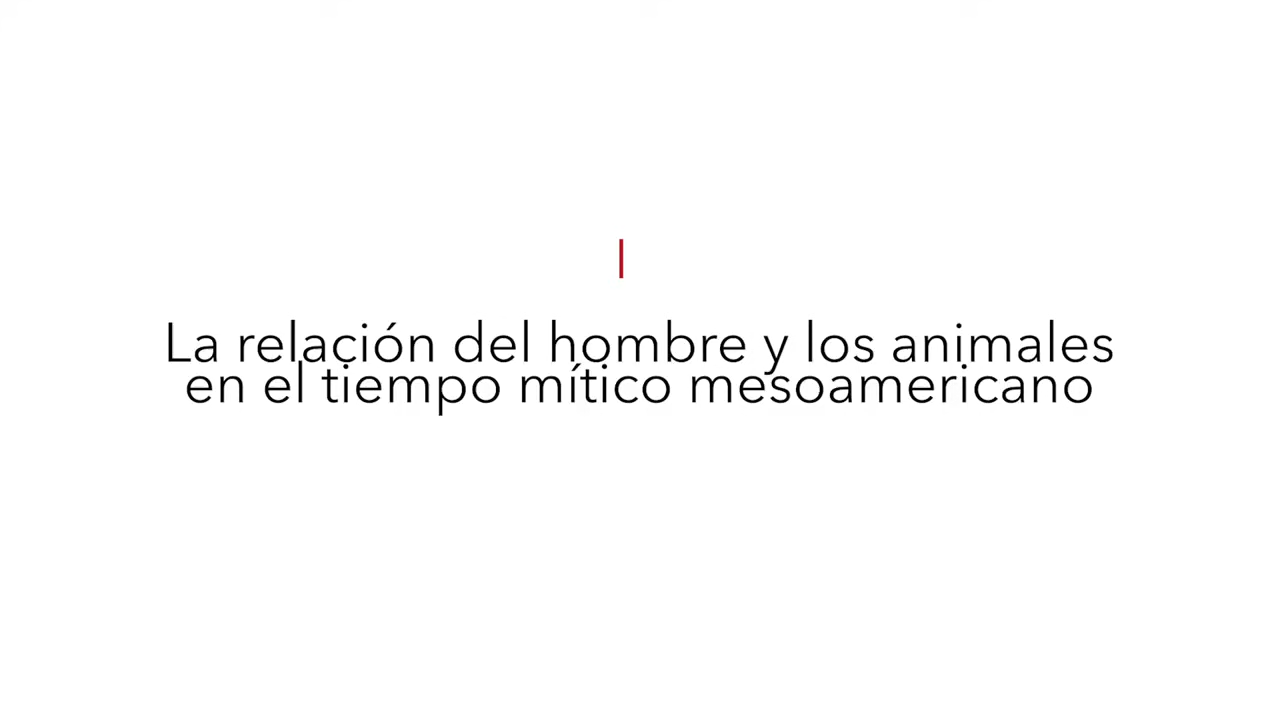 I
La relación del hombre y los animales
en el tiempo mítico mesoamericano